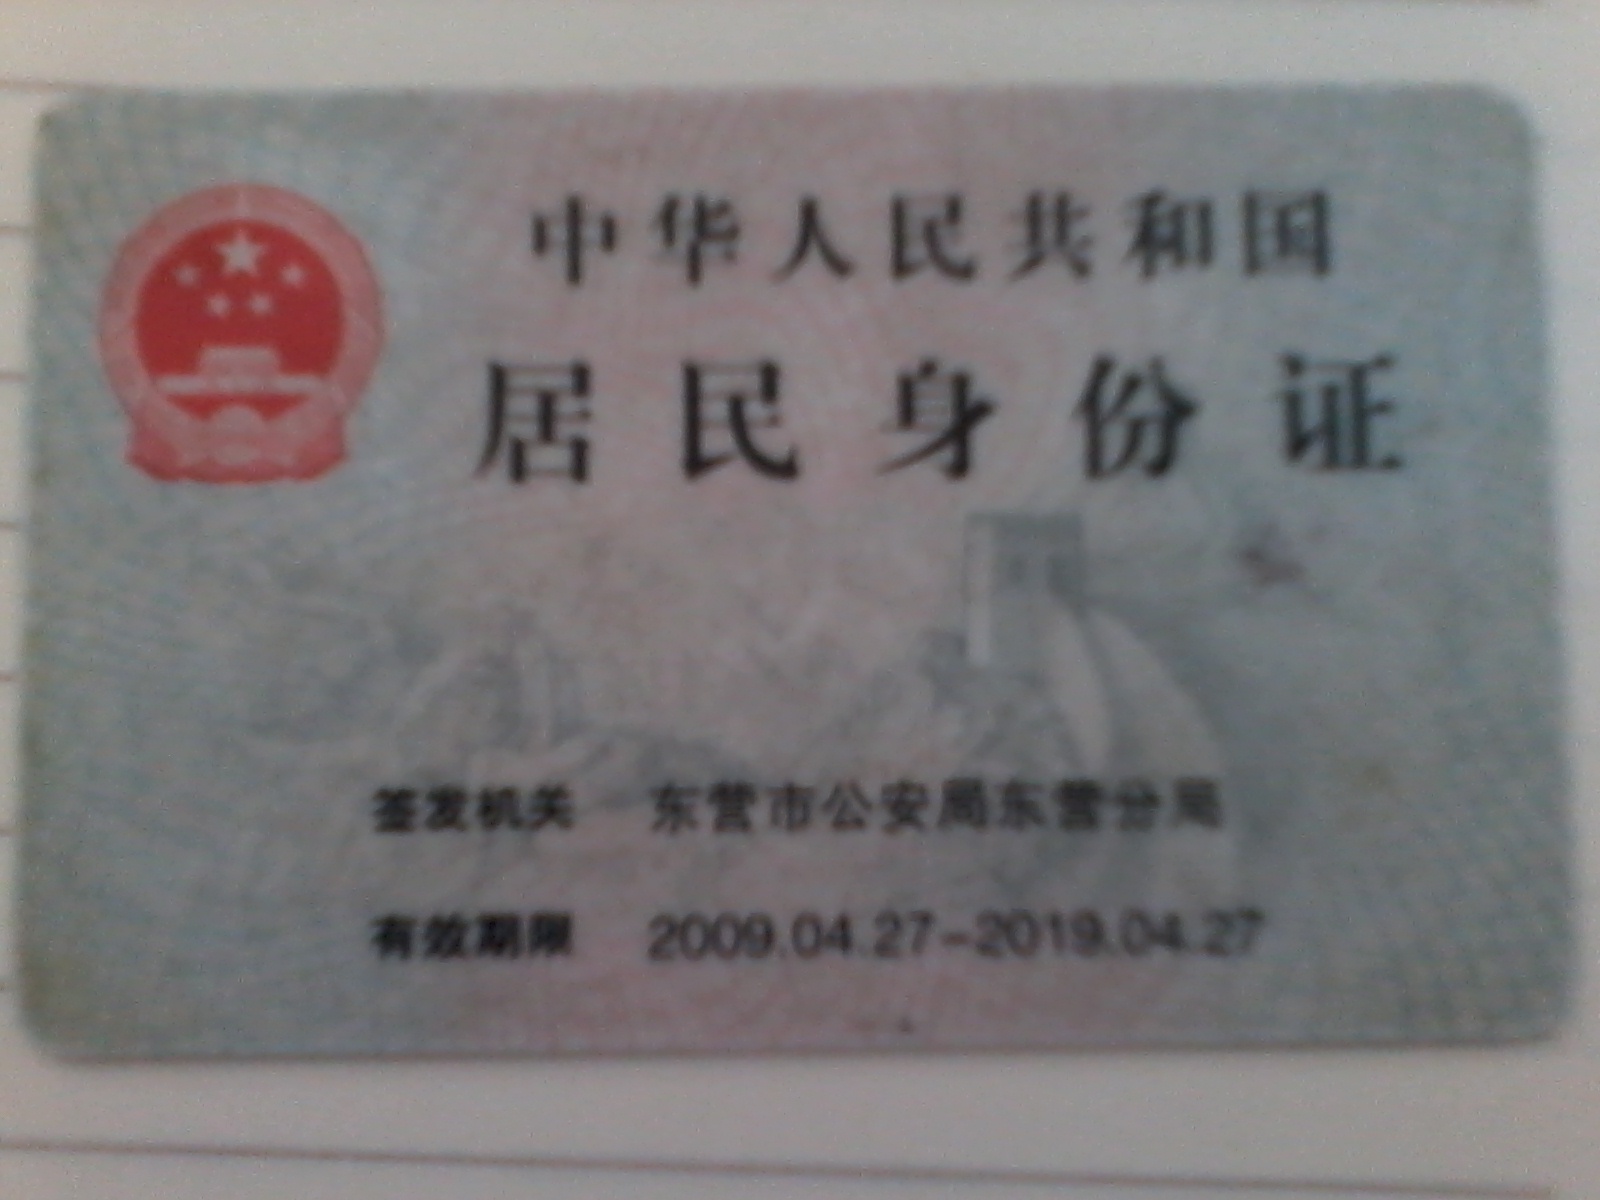 中华人民共和国
居民身份证
签发机关 东营市公安局东营分局
有效期限 2009.04.27-2019.04.27